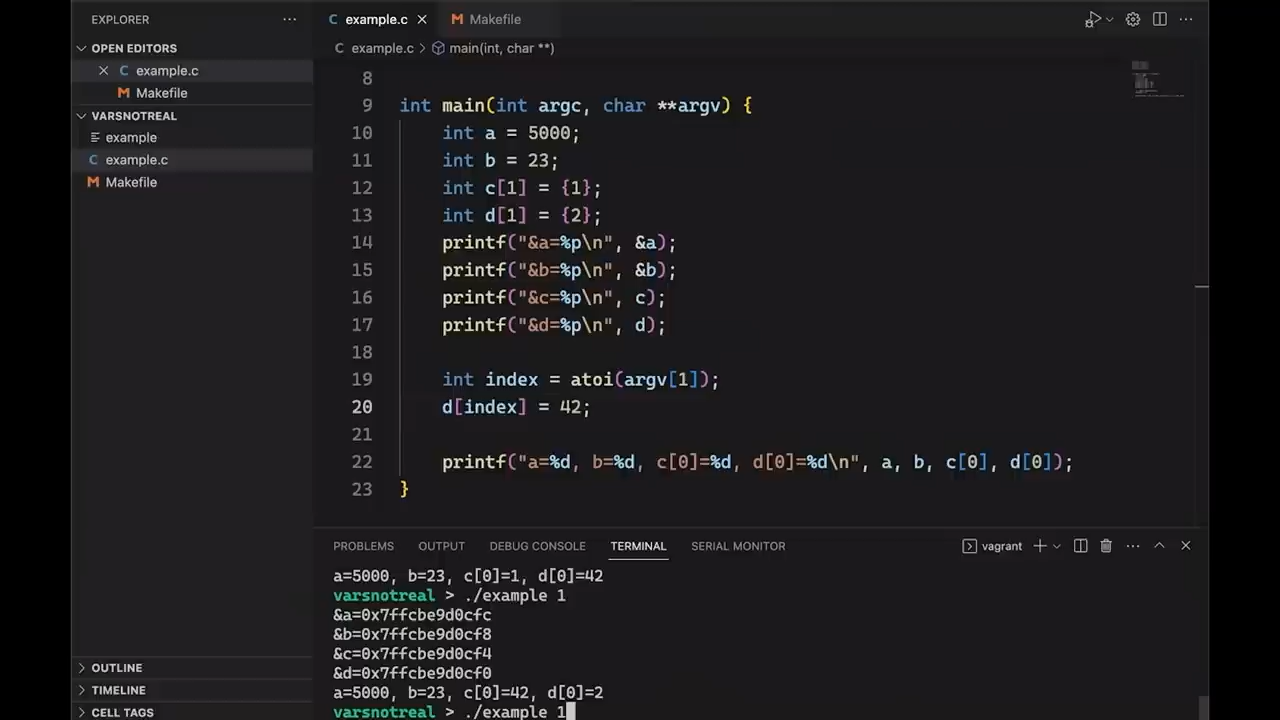 EXPLORER
OPEN EDITORS
example.c
Makefile
VARSNOTREAL
example
example.c
Makefile
OUTLINE
TIMELINE
CELL TAGS
example.c
Makefile
example.c > main(int, char **)
8
9 int main(int argc, char **argv) {
10 int a = 5000;
11 int b = 23;
12 int c[1] = {1};
13 int d[1] = {2};
14 printf("&a=%p\n", &a);
15 printf("&b=%p\n", &b);
16 printf("&c=%p\n", c);
17 printf("&d=%p\n", d);
18
19 int index = atoi(argv[1]);
20 d[index] = 42;
21
22 printf("a=%d, b=%d, c[0]=%d, d[0]=%d\n", a, b, c[0], d[0]);
23 }
PROBLEMS OUTPUT DEBUG CONSOLE TERMINAL SERIAL MONITOR vagrant
a=5000, b=23, c[0]=1, d[0]=42
varsnotreal > ./example 1
&a=0x7ffcbe9d0cfc
&b=0x7ffcbe9d0cf8
&c=0x7ffcbe9d0cf4
&d=0x7ffcbe9d0cf0
a=5000, b=23, c[0]=42, d[0]=2
varsnotreal > ./example 1